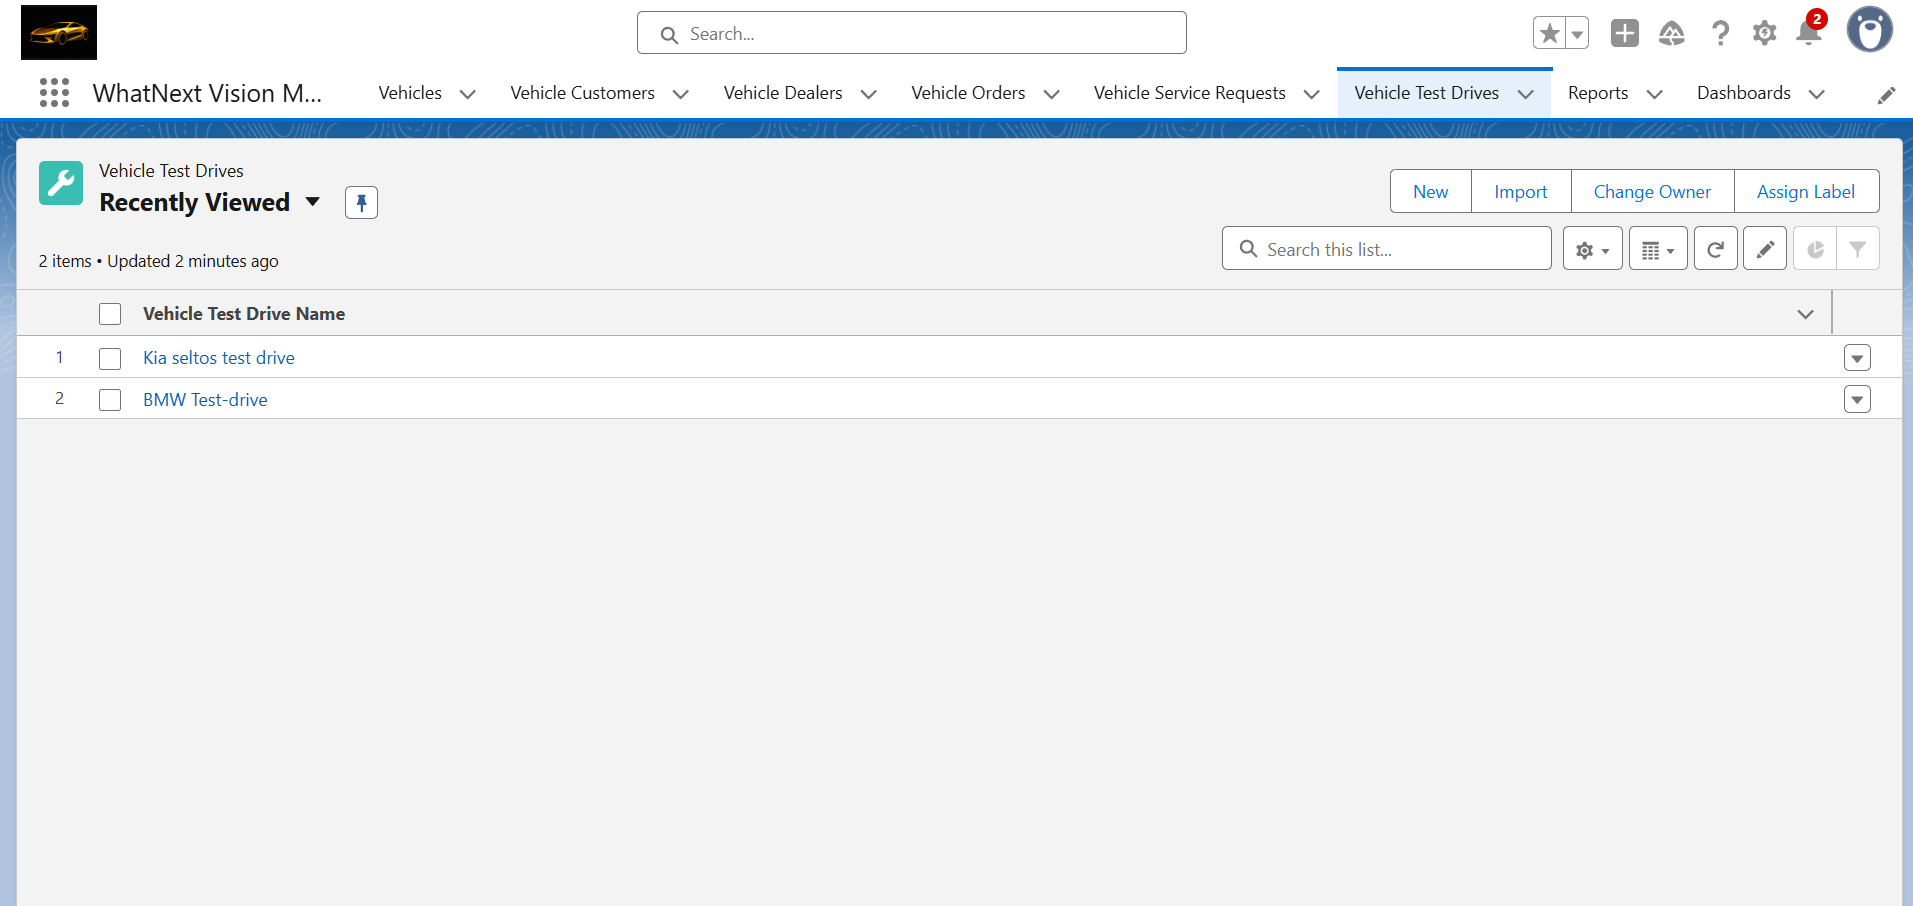 Search...
2
WhatNext Vision M...
Vehicles
Vehicle Customers
Vehicle Dealers
Vehicle Orders
Vehicle Service Requests
Vehicle Test Drives
Reports
Dashboards
Vehicle Test Drives
Recently Viewed
New
Import
Change Owner
Assign Label
2 items • Updated 2 minutes ago
Search this list...
Vehicle Test Drive Name
1 Kia seltos test drive
2 BMW Test-drive